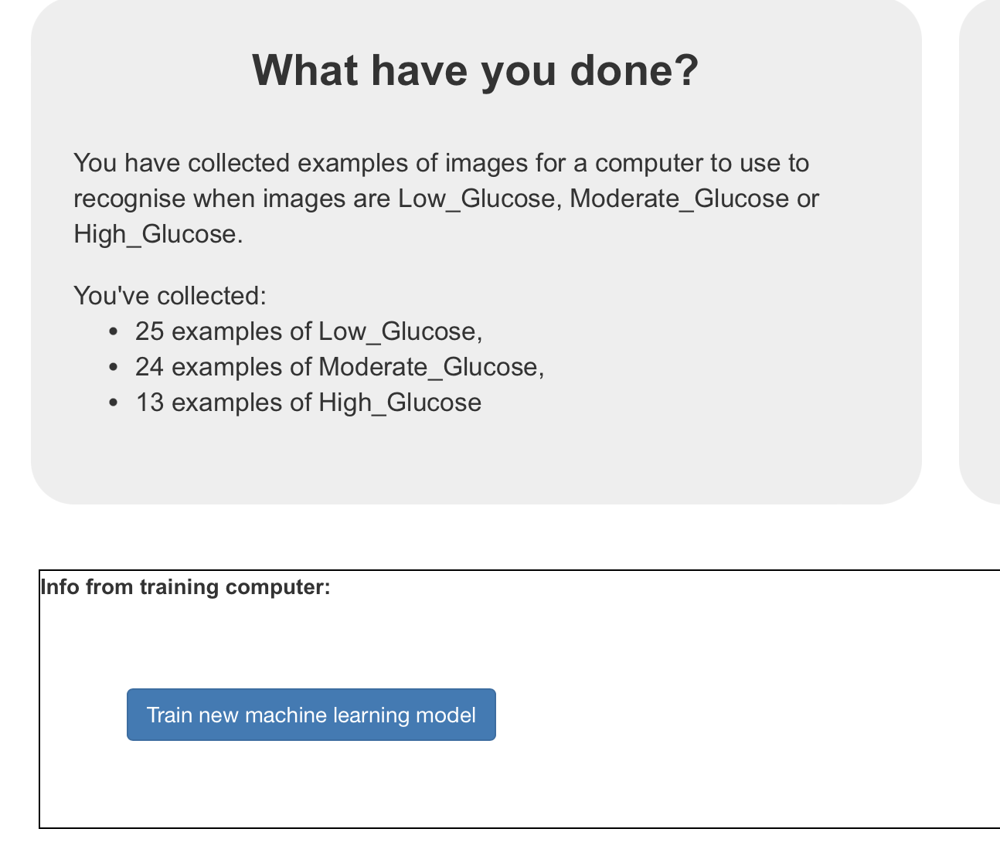 What have you done?
You have collected examples of images for a computer to use to
recognise when images are Low_Glucose, Moderate_Glucose or
High_Glucose.
You've collected:
• 25 examples of Low_Glucose,
• 24 examples of Moderate_Glucose,
• 13 examples of High_Glucose
Info from training computer:
Train new machine learning model